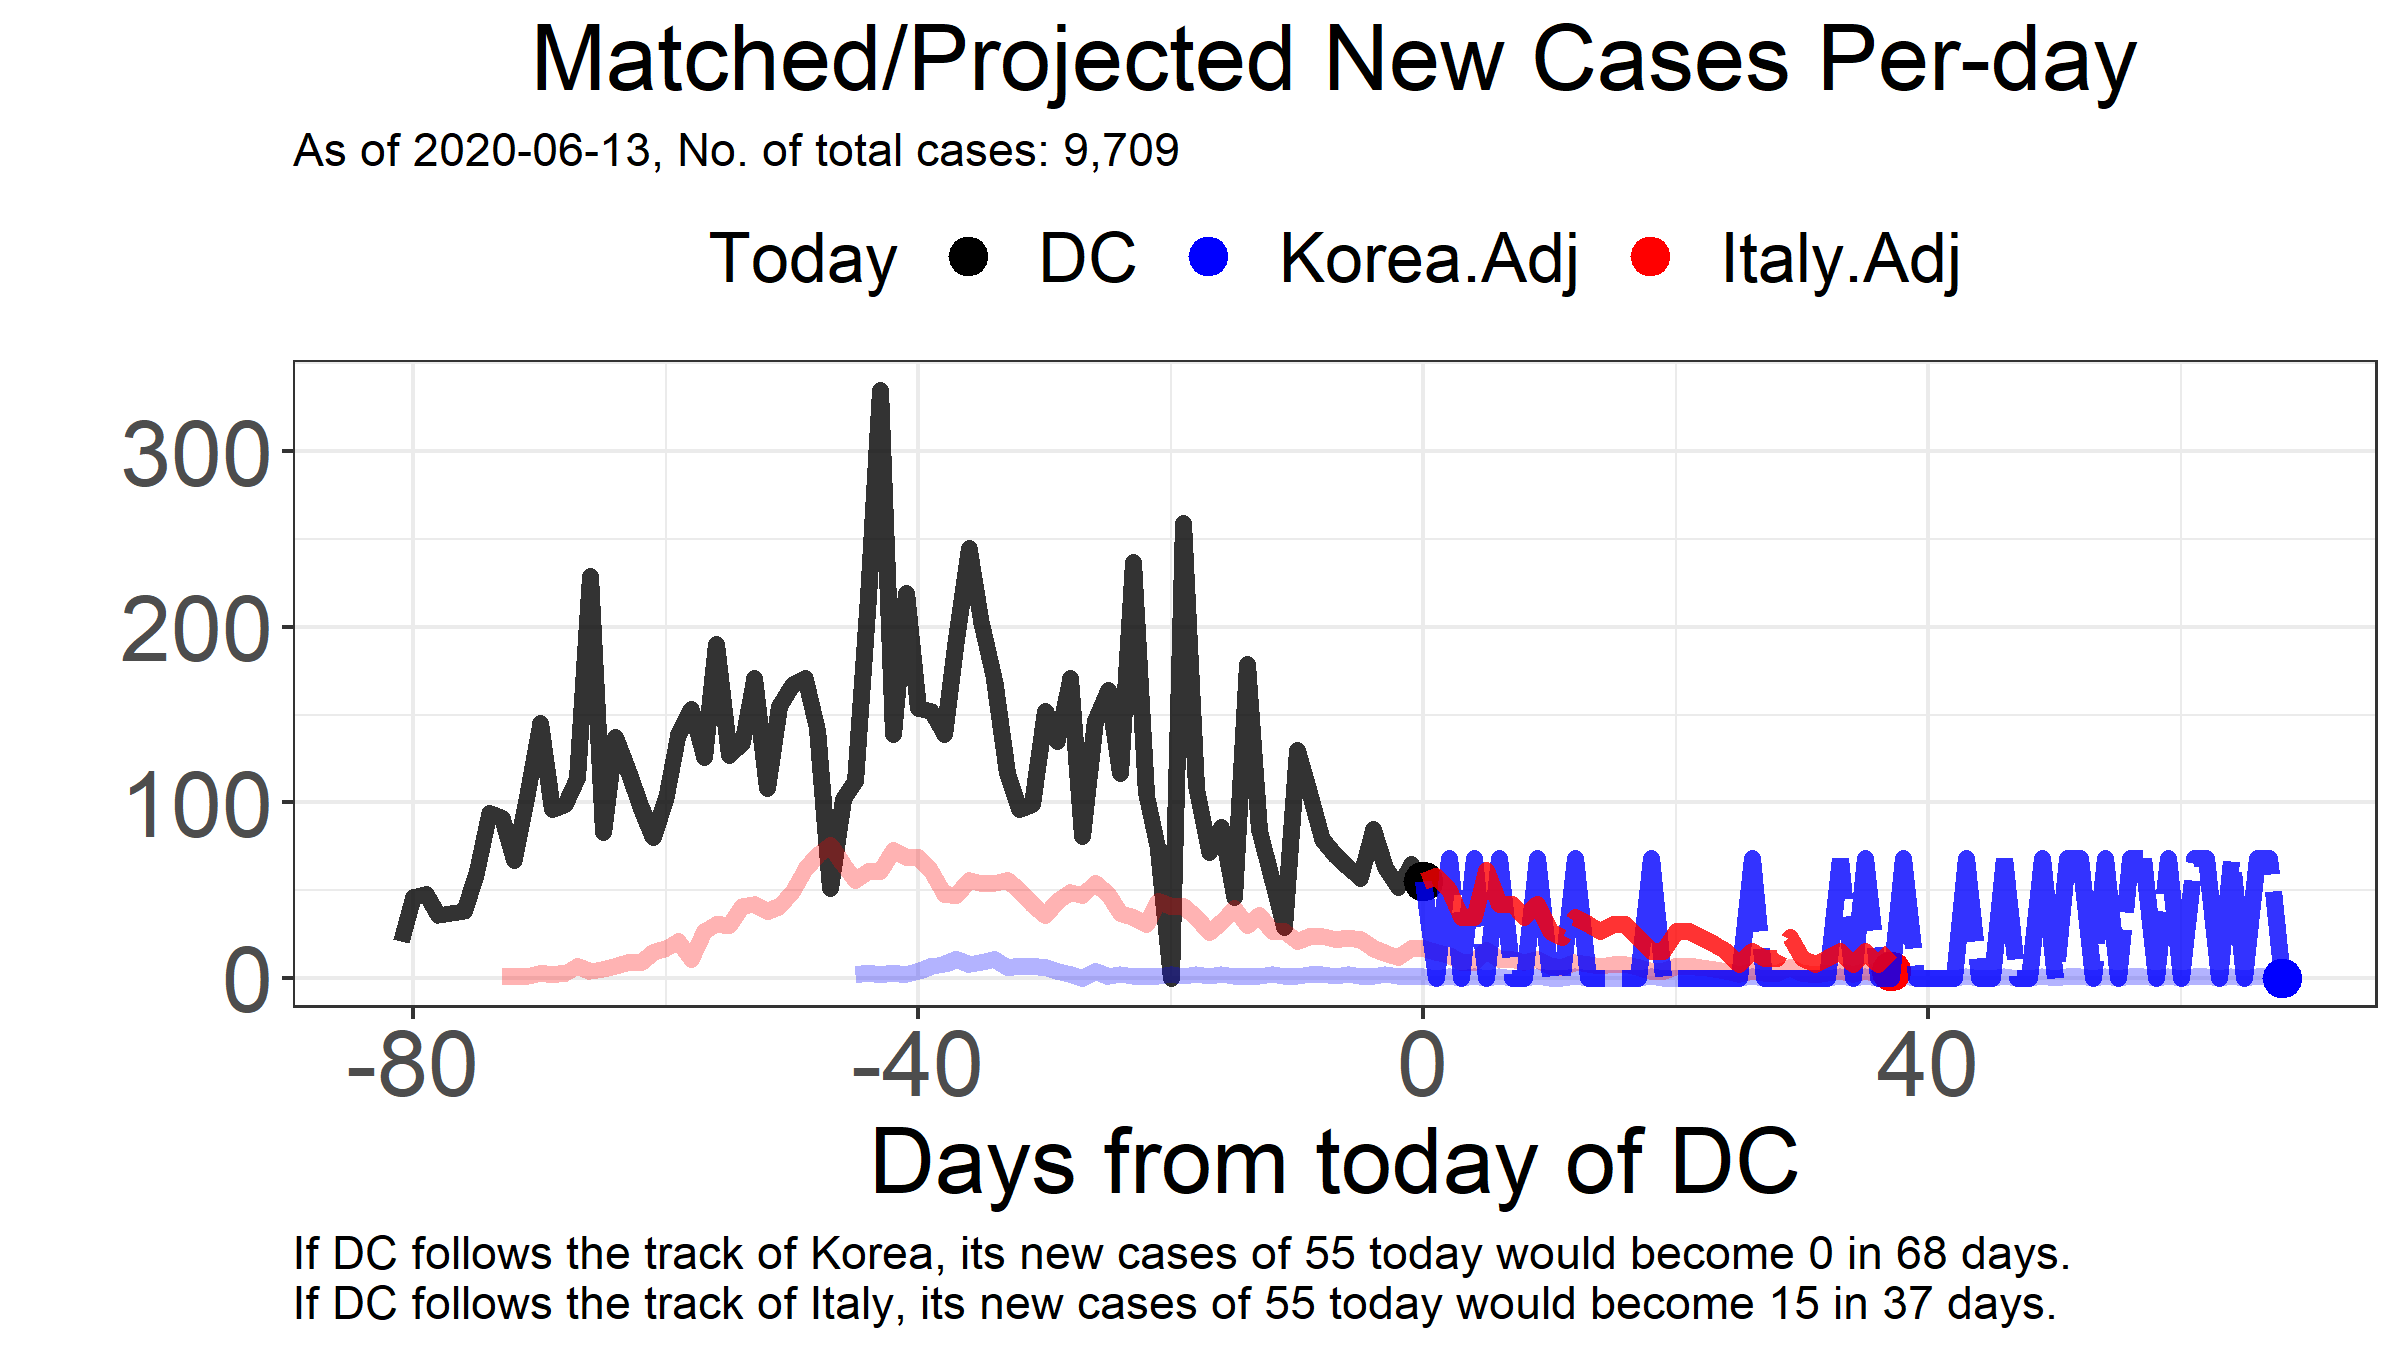 Matched/Projected New Cases Per-day
As of 2020-06-13, No. of total cases: 9,709
Today DC Korea.Adj Italy.Adj
300
200
100
0
-80 -40 0 40
Days from today of DC
If DC follows the track of Korea, its new cases of 55 today would become 0 in 68 days.
If DC follows the track of Italy, its new cases of 55 today would become 15 in 37 days.